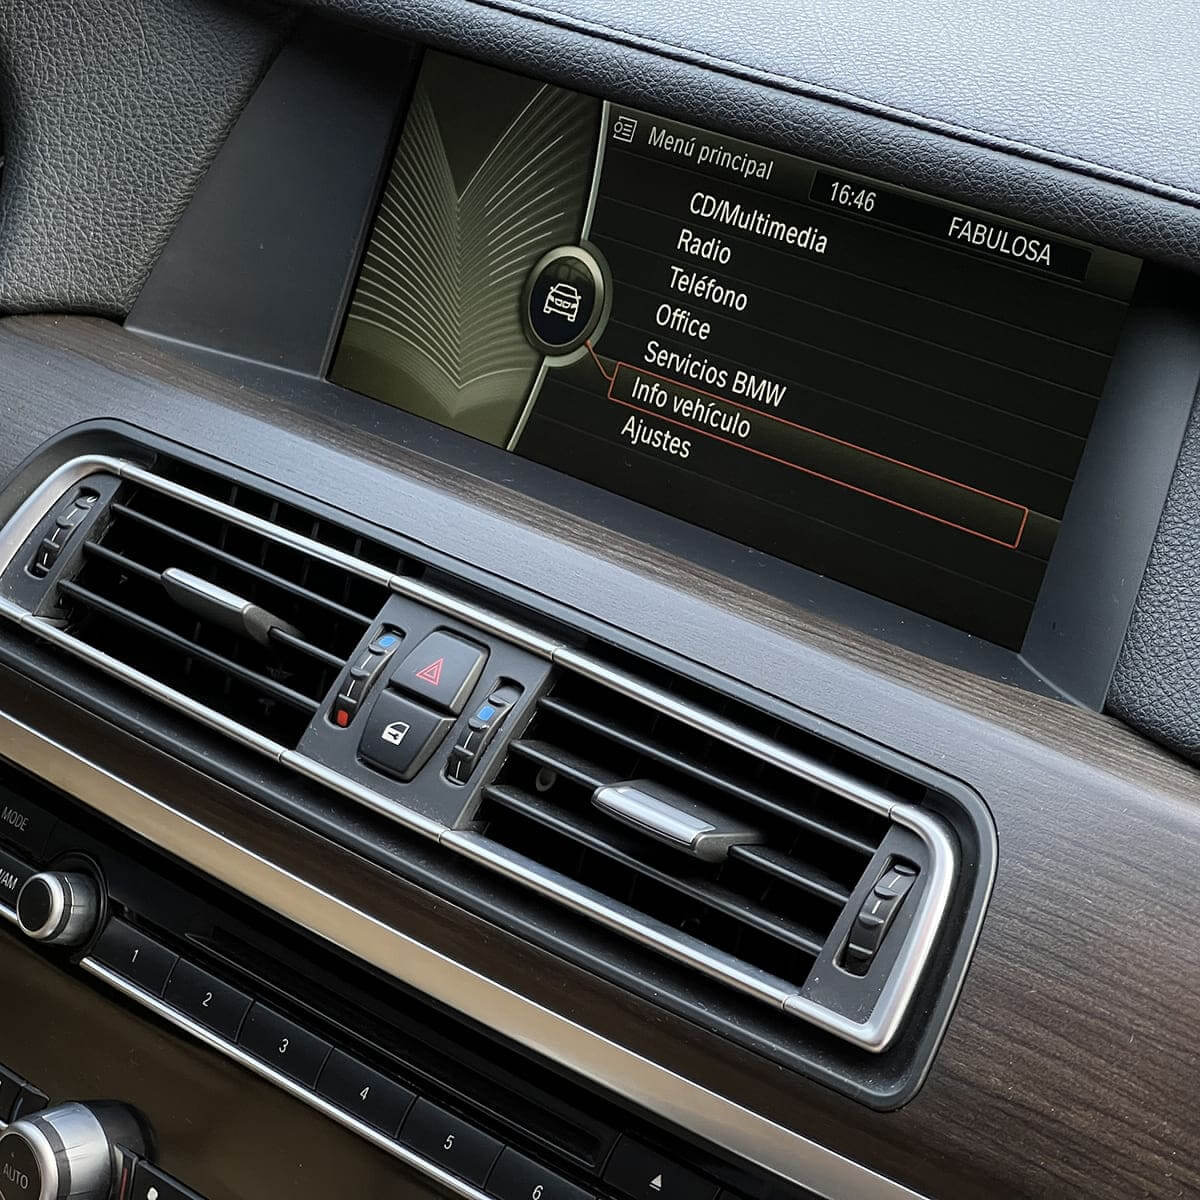 Menú principal
16:46
FABULOSA
CD/Multimedia
Radio
Teléfono
Office
Servicios BMW
Info vehículo
Ajustes
MODE
/AM
1
2
3
4
5
6
AUTO